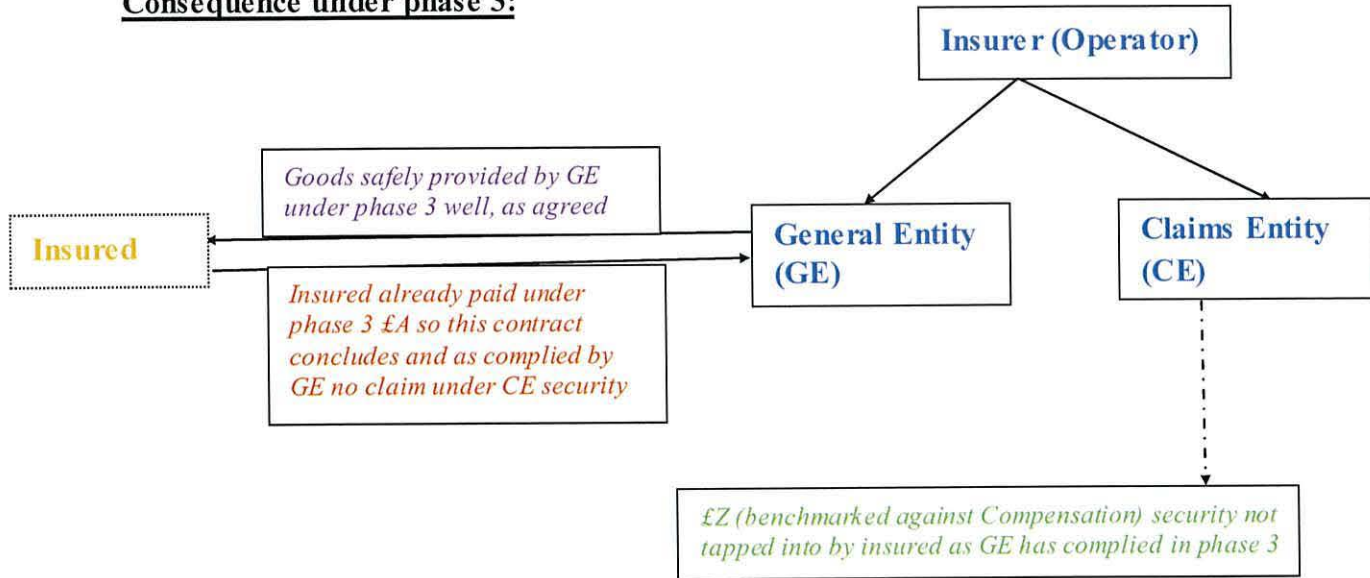 Consequence under phase 3:
Insurer (Operator)
Goods safely provided by GE
under phase 3 well, as agreed
Insured
General Entity
(GE)
Claims Entity
(CE)
Insured already paid under
phase 3 £A so this contract
concludes and as complied by
GE no claim under CE security
£Z (benchmarked against Compensation) security not
tapped into by insured as GE has complied in phase 3